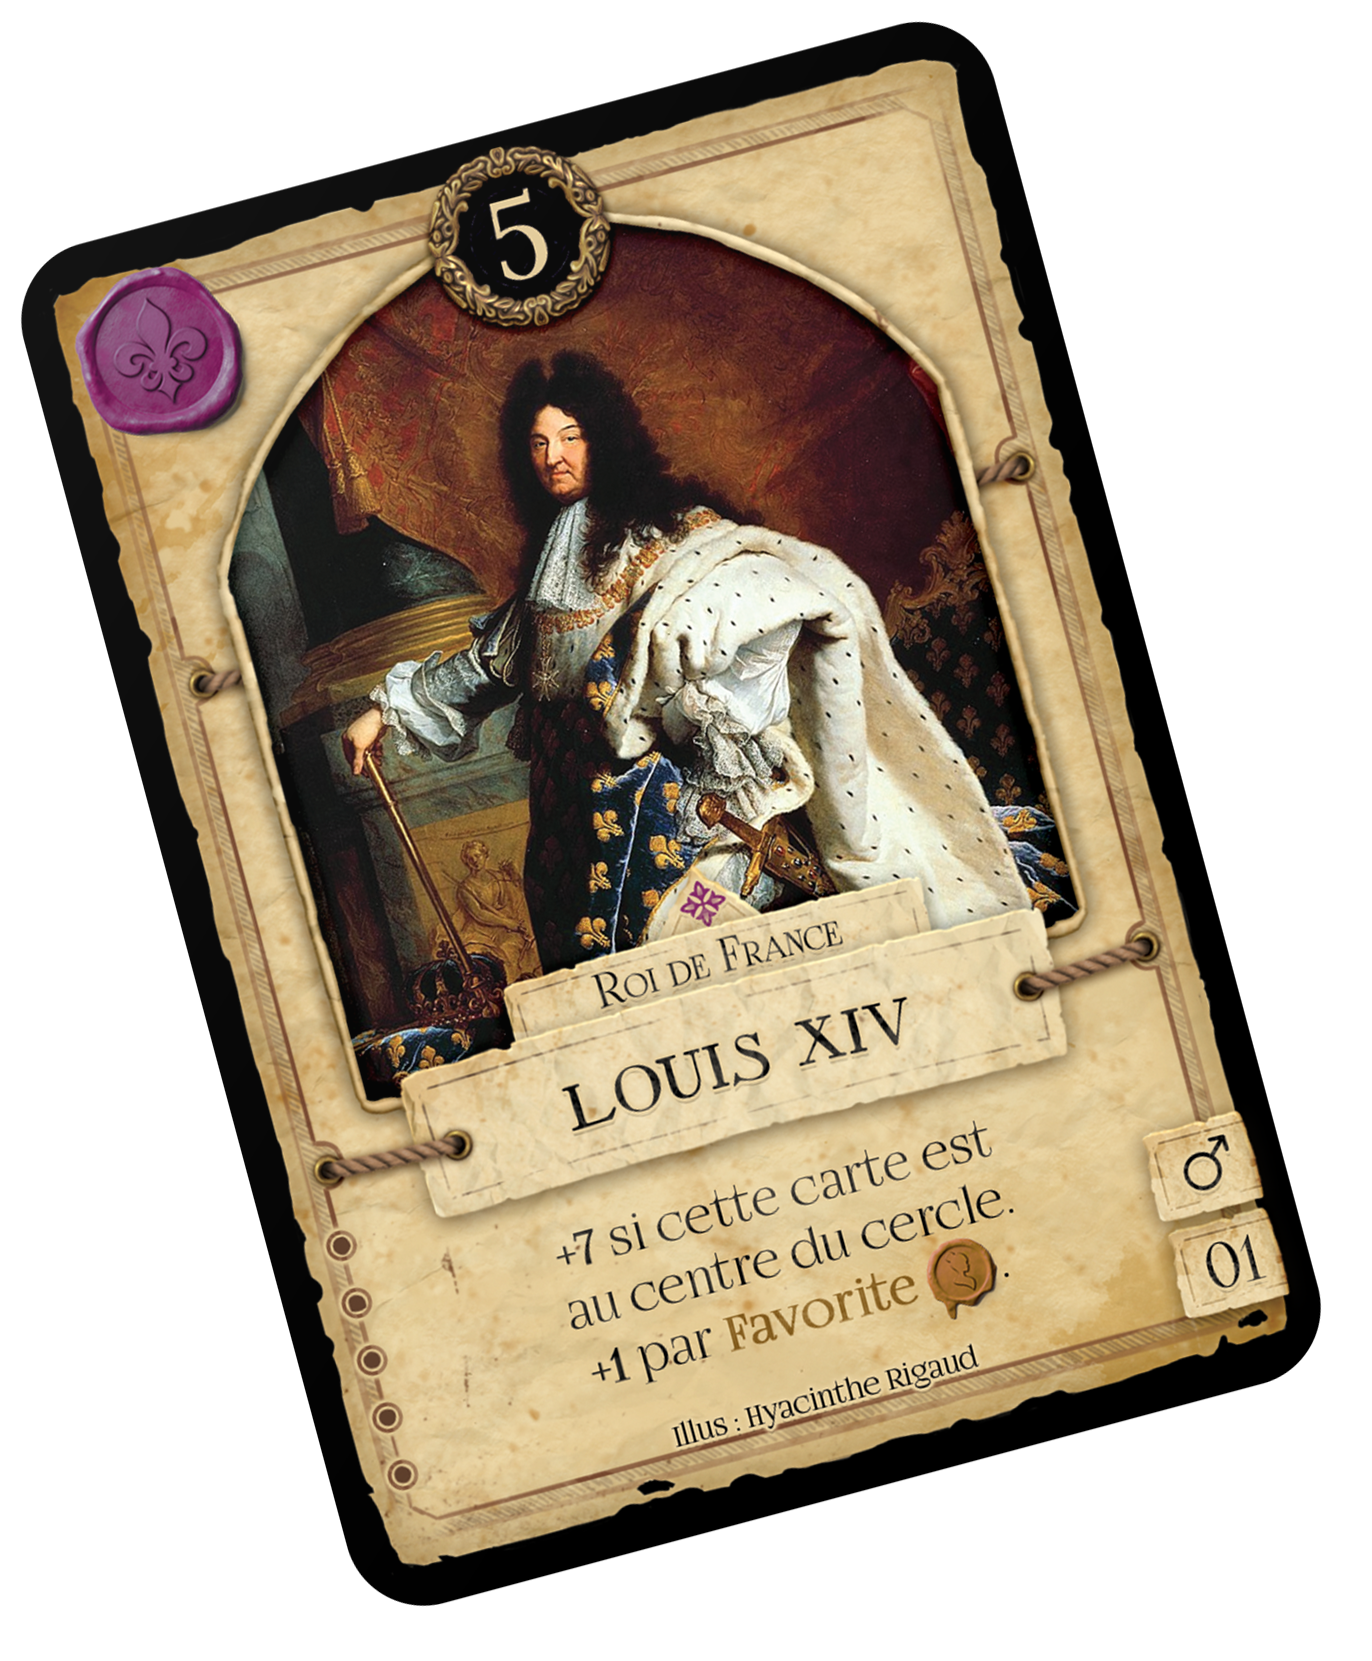 5
ROI DE FRANCE
LOUIS XIV
+7 si cette carte est
au centre du cercle.
+1 par Favorite .
Illus : Hyacinthe Rigaud
♂
01